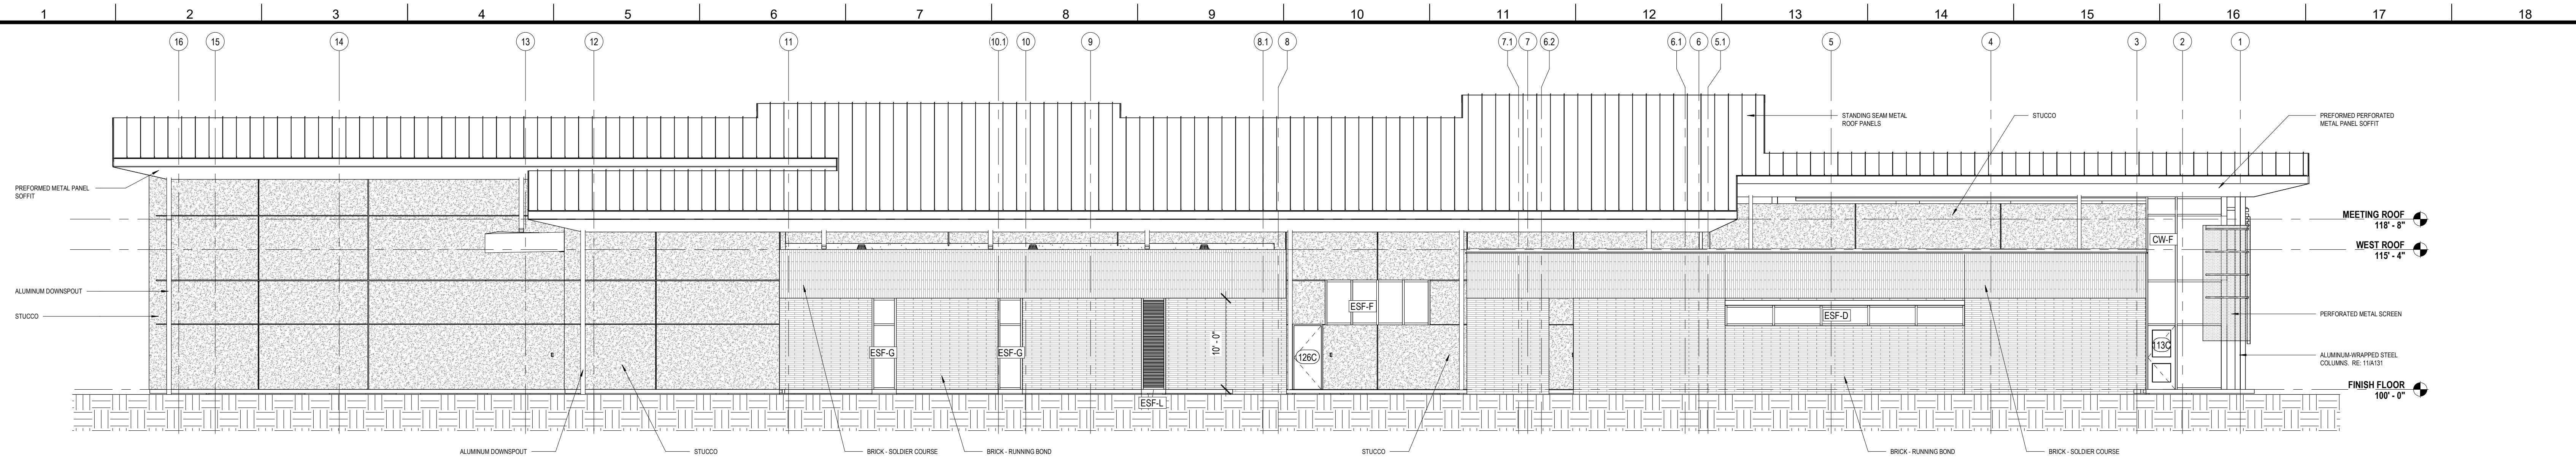 1 2 3 4 5 6 7 8 9 10 11 12 13 14 15 16 17 18
16 15 14 13 12 11 10.1 10 9 8.1 8 7.1 7 6.2 6.1 6 5.1 5 4 3 2 1
STANDING SEAM METAL
ROOF PANELS
STUCCO
PREFORMED PERFORATED
METAL PANEL SOFFIT
PREFORMED METAL PANEL
SOFFIT
MEETING ROOF
118' - 8"
CW-F
WEST ROOF
115' - 4"
ALUMINUM DOWNSPOUT
STUCCO
ESF-F
ESF-D
PERFORATED METAL SCREEN
ESF-G
ESF-G
10' - 0"
126C
113C
ALUMINUM-WRAPPED STEEL
COLUMNS. RE: 11/A131
FINISH FLOOR
100' - 0"
ESF-L
ALUMINUM DOWNSPOUT
STUCCO
BRICK - SOLDIER COURSE
BRICK - RUNNING BOND
STUCCO
BRICK - RUNNING BOND
BRICK - SOLDIER COURSE